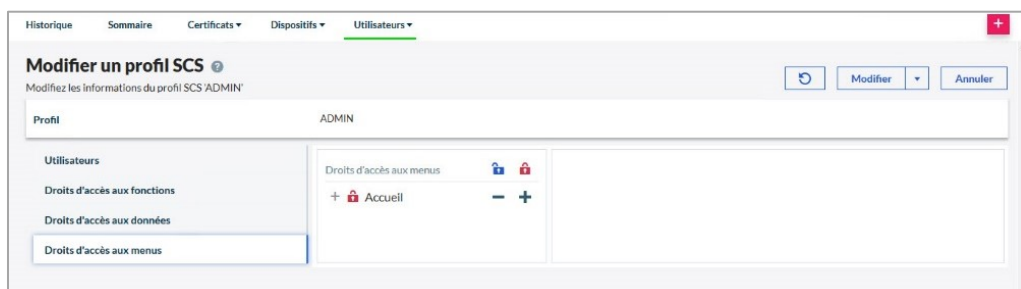 Historique Sommaire Certificats Dispositifs Utilisateurs
Modifier un profil SCS
Modifiez les informations du profil SCS 'ADMIN'
Modifier Annuler
Profil ADMIN
Utilisateurs
Droits d'accès aux fonctions
Droits d'accès aux données
Droits d'accès aux menus
Droits d'accès aux menus
Accueil